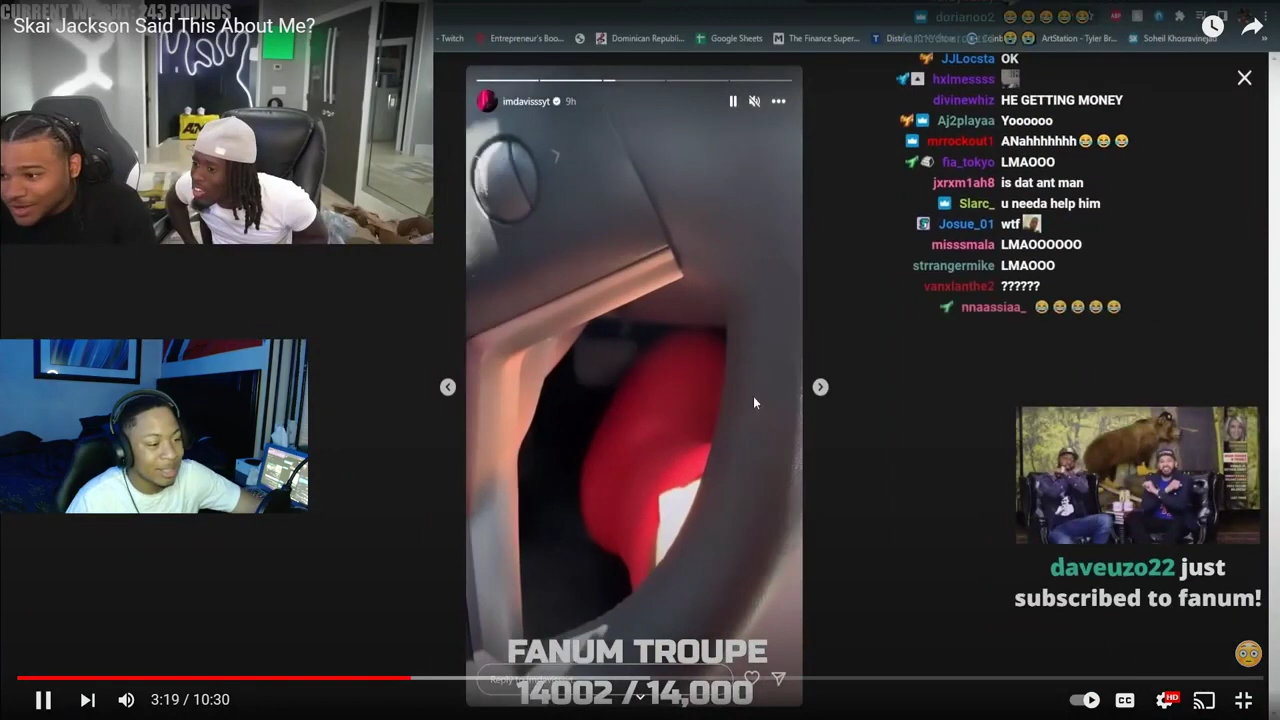 CURRENT WEIGHT: 243 POUNDS
Skai Jackson Said This About Me?
- Twitch
Entrepreneur's Boo...
Dominican Republi...
Google Sheets
The Finance Super...
ArtStation - Tyler Br...
Soheil Khosravinejad
dorianoo2
imdavisssyt 9h
JJLocsta OK
hxlmessss
divinewhiz HE GETTING MONEY
Aj2playaa Yoooooo
mrrockout1 ANahhhhhhh😂😂😂
fia_tokyo LMAOOO
jxrxm1ah8 is dat ant man
Slarc_ u needa help him
Josue_01 wtf
misssmala LMAOOOOOO
strrangermike LMAOOO
vanxlanthe2 ??????
nnaassiaa_ 😂😂😂😂😂
daveuzo22 just
subscribed to fanum!
FANUM TROUPE
14002 / 14,000
3:19 / 10:30
CC
HD